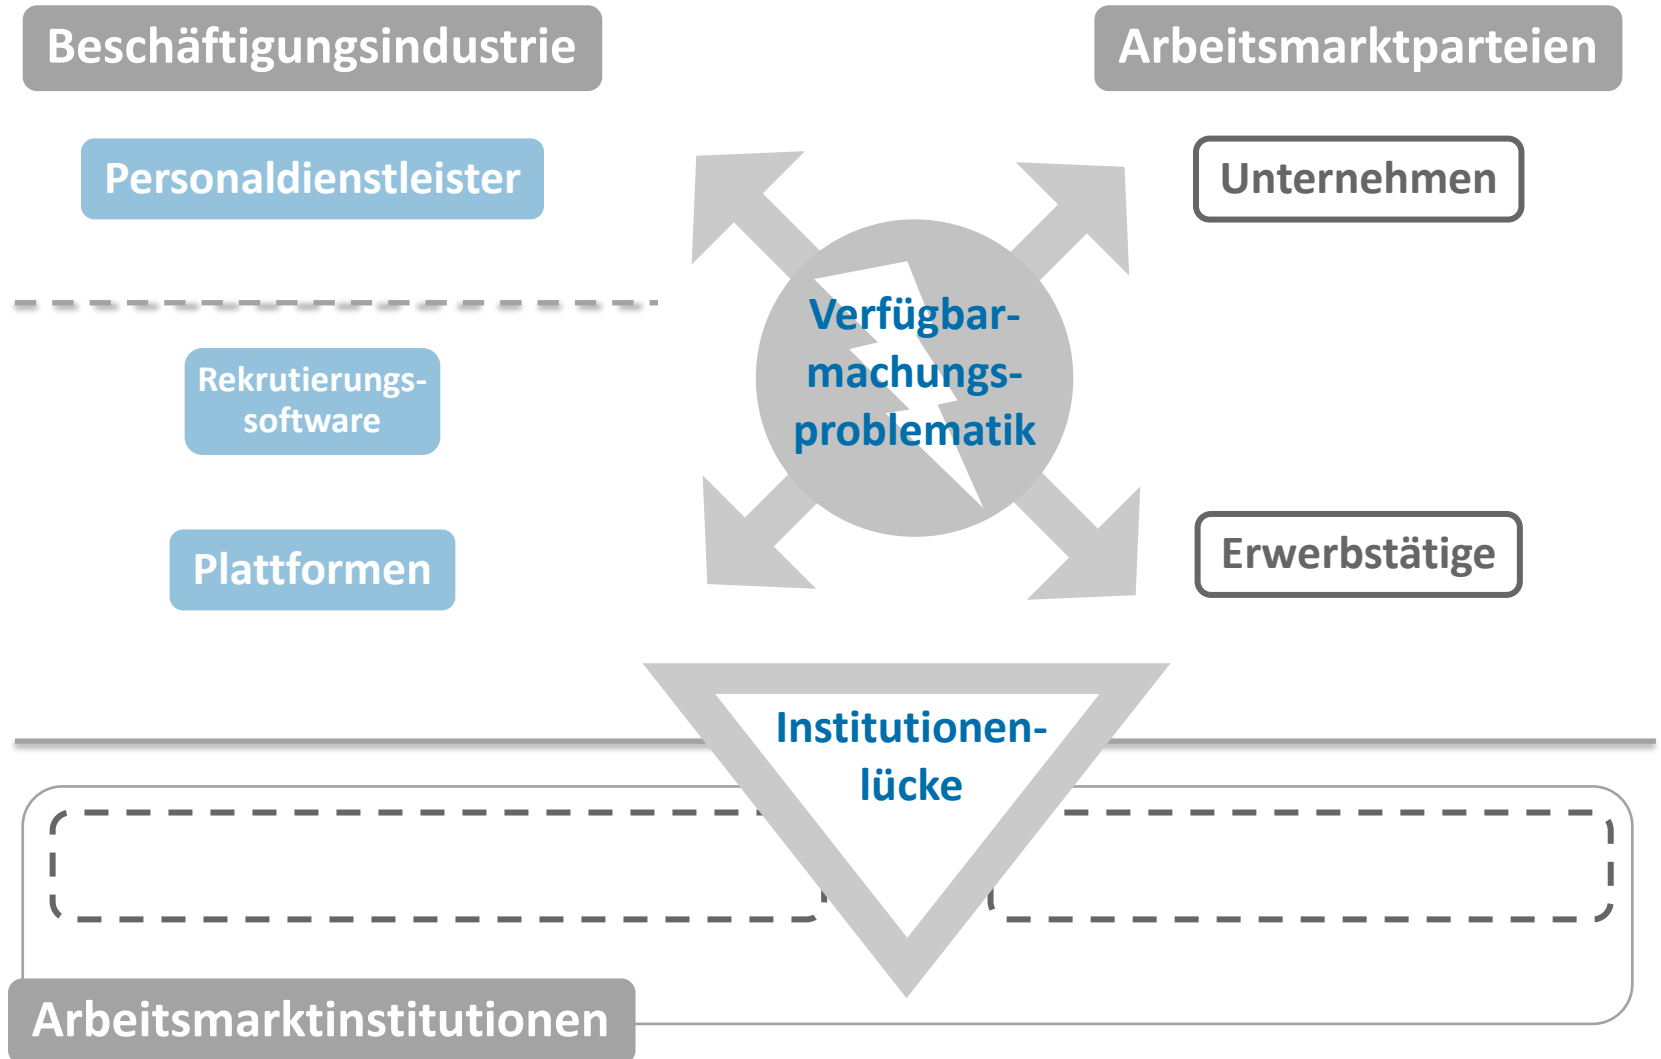 Beschäftigungsindustrie
Arbeitsmarktparteien
Personaldienstleister
Unternehmen
Verfügbar-
machungs-
problematik
Rekrutierungs-
software
Plattformen
Erwerbstätige
Institutionen-
lücke
Arbeitsmarktinstitutionen